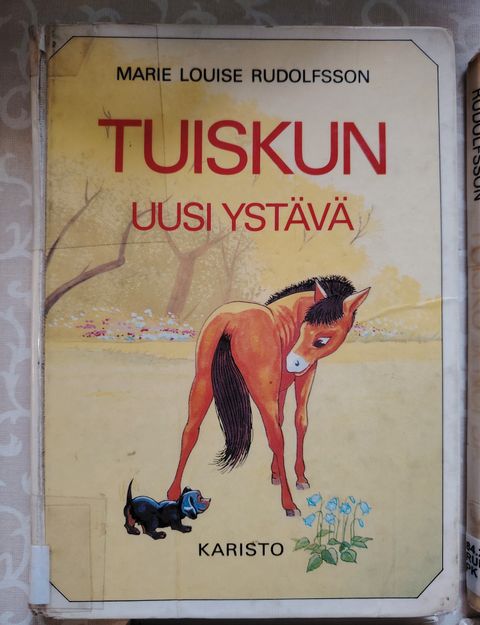 MARIE LOUISE RUDOLFSSON
TUISKUN
UUSI YSTÄVÄ
KARISTO
RUDOLFSSON